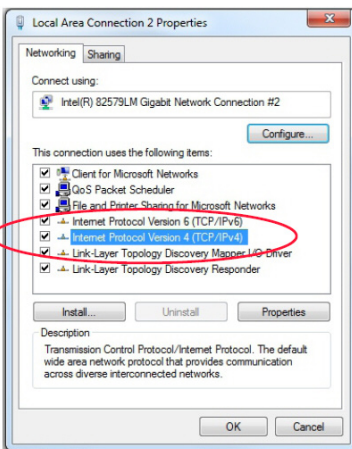 Local Area Connection 2 Properties
Networking
Sharing
Connect using:
Intel(R) 82579LM Gigabit Network Connection #2
Configure...
This connection uses the following items:
Client for Microsoft Networks
QoS Packet Scheduler
File and Printer Sharing for Microsoft Networks
Internet Protocol Version 6 (TCP/IPv6)
Internet Protocol Version 4 (TCP/IPv4)
Link-Layer Topology Discovery Mapper I/O Driver
Link-Layer Topology Discovery Responder
Install...
Uninstall
Properties
Description
Transmission Control Protocol/Internet Protocol. The default
wide area network protocol that provides communication
across diverse interconnected networks.
OK
Cancel